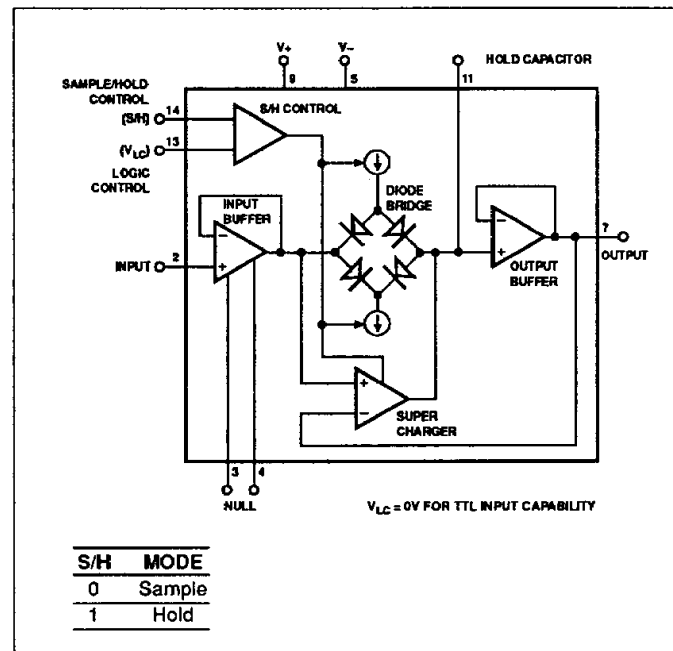 V+
V–
HOLD CAPACITOR
9
5
11
SAMPLE/HOLD
CONTROL
(S/H)
14
S/H CONTROL
(VLC)
13
LOGIC
CONTROL
INPUT
BUFFER
DIODE
BRIDGE
–
–
7
INPUT
2
+
+
OUTPUT
BUFFER
OUTPUT
+
–
SUPER
CHARGER
3
4
NULL
VLC = 0V FOR TTL INPUT CAPABILITY
S/H MODE
0 Sample
1 Hold